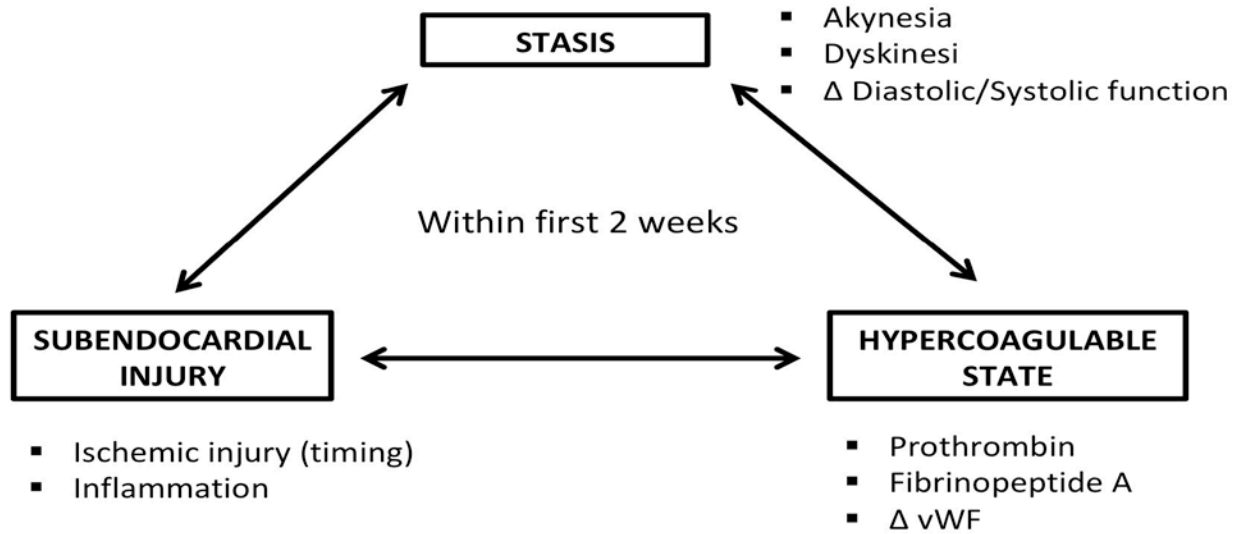 STASIS
▪ Akynesia
▪ Dyskinesi
▪ Δ Diastolic/Systolic function
Within first 2 weeks
SUBENDOCARDIAL
INJURY
▪ Ischemic injury (timing)
▪ Inflammation
HYPERCOAGULABLE
STATE
▪ Prothrombin
▪ Fibrinopeptide A
▪ Δ vWF